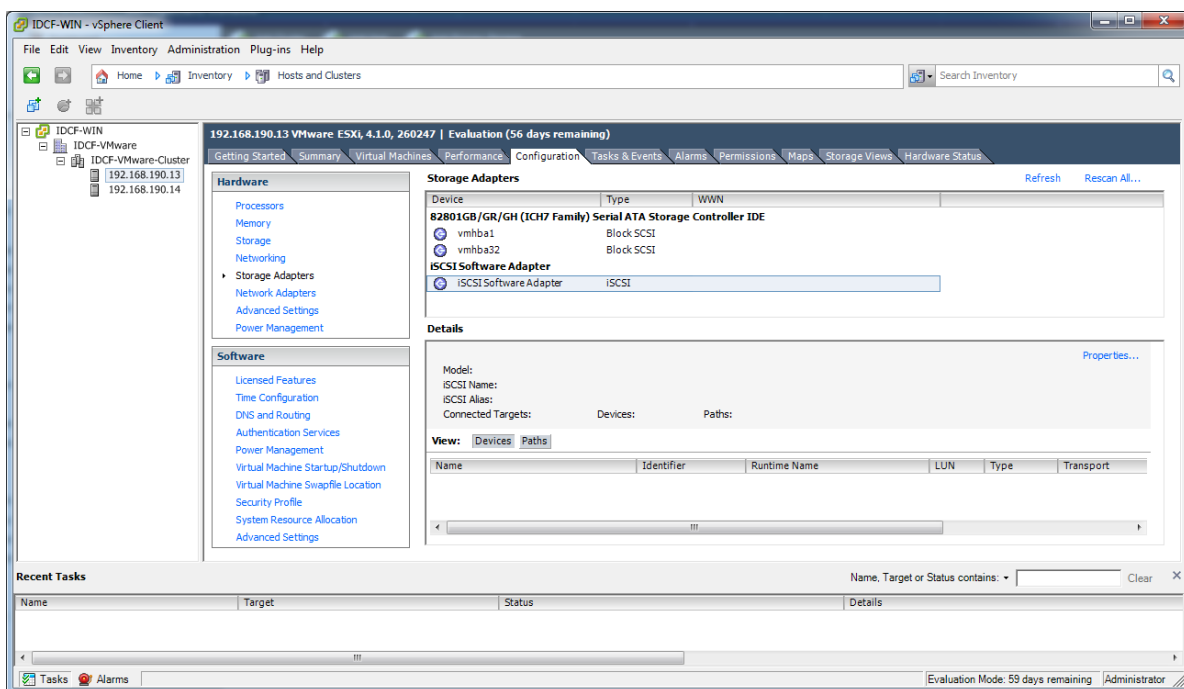 IDCF-WIN - vSphere Client
File Edit View Inventory Administration Plug-ins Help
Home Inventory Hosts and Clusters
Search Inventory
IDCF-WIN
IDCF-VMware
IDCF-VMware-Cluster
192.168.190.13
192.168.190.14
192.168.190.13 VMware ESXi, 4.1.0, 260247 | Evaluation (56 days remaining)
Getting Started Summary Virtual Machines Performance Configuration Tasks & Events Alarms Permissions Maps Storage Views Hardware Status
Hardware
Processors
Memory
Storage
Networking
Storage Adapters
Network Adapters
Advanced Settings
Power Management
Software
Licensed Features
Time Configuration
DNS and Routing
Authentication Services
Power Management
Virtual Machine Startup/Shutdown
Virtual Machine Swapfile Location
Security Profile
System Resource Allocation
Advanced Settings
Storage Adapters Refresh Rescan All...
Device Type WWN
82801GB/GR/GH (ICH7 Family) Serial ATA Storage Controller IDE
vmhba1 Block SCSI
vmhba32 Block SCSI
iSCSI Software Adapter
iSCSI Software Adapter iSCSI
Details
Properties...
Model:
iSCSI Name:
iSCSI Alias:
Connected Targets: Devices: Paths:
View: Devices Paths
Name Identifier Runtime Name LUN Type Transport
Recent Tasks Name, Target or Status contains: Clear
Name Target Status Details
Tasks Alarms Evaluation Mode: 59 days remaining Administrator